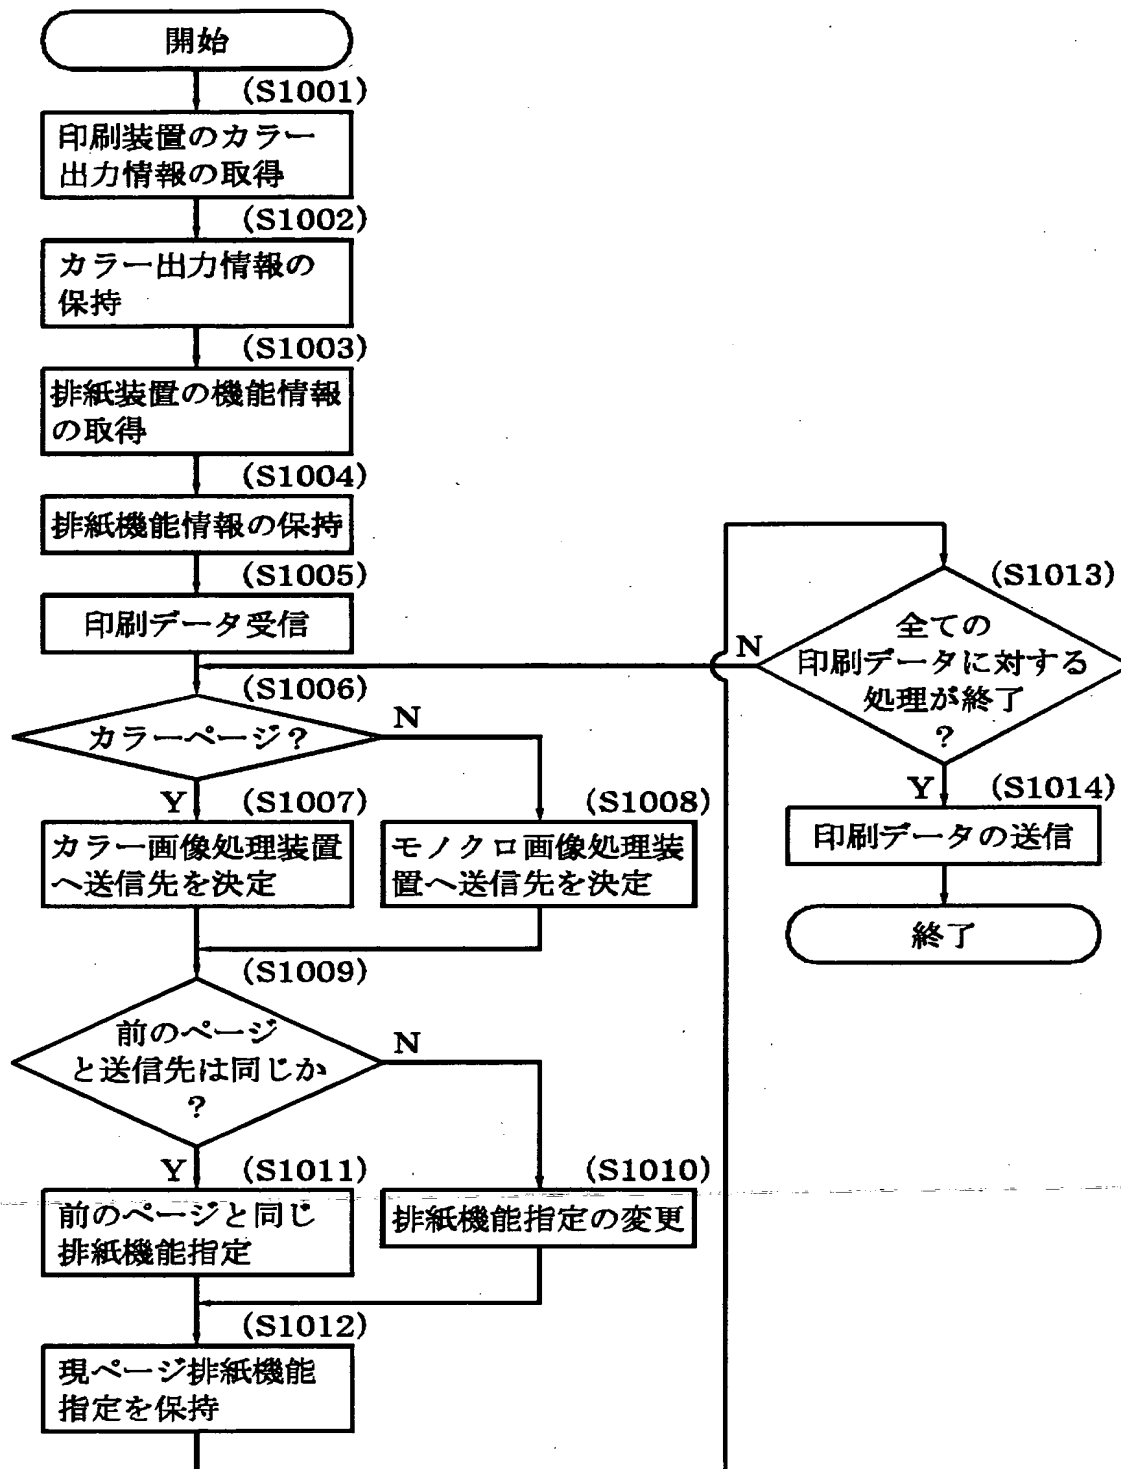 開始
(S1001)
印刷装置のカラー
出力情報の取得
(S1002)
カラー出力情報の
保持
(S1003)
排紙装置の機能情報
の取得
(S1004)
排紙機能情報の保持
(S1005)
印刷データ受信
(S1006)
カラーページ？
N
Y
(S1007)
カラー画像処理装置
へ送信先を決定
(S1008)
モノクロ画像処理装
置へ送信先を決定
(S1009)
前のページ
と送信先は同じか
？
N
Y
(S1011)
前のページと同じ
排紙機能指定
(S1010)
排紙機能指定の変更
(S1012)
現ページ排紙機能
指定を保持
(S1013)
全ての
印刷データに対する
処理が終了
？
N
Y
(S1014)
印刷データの送信
終了